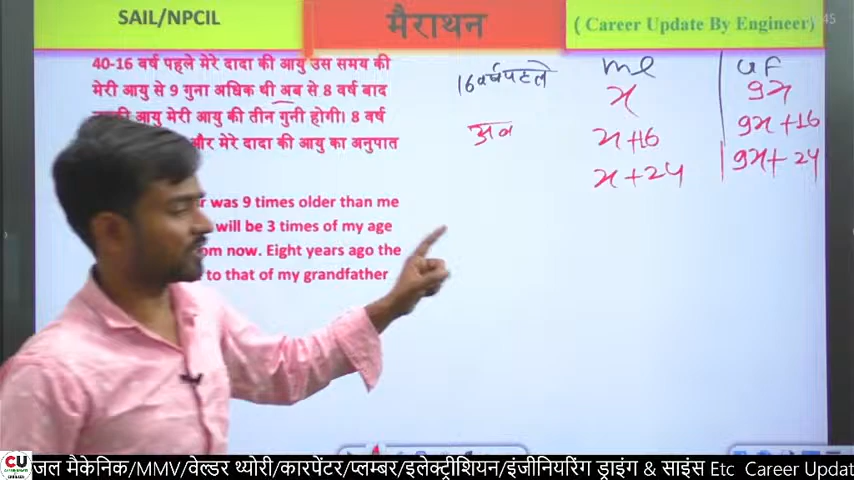 SAIL/NPCIL
मैराथन
( Career Update By Engineer)
45
40-16 वर्ष पहले मेरे दादा की आयु उस समय की
मेरी आयु से 9 गुना अधिक थी अब से 8 वर्ष बाद
आयु मेरी आयु की तीन गुनी होगी। 8 वर्ष
और मेरे दादा की आयु का अनुपात
was 9 times older than me
will be 3 times of my age
from now. Eight years ago the
to that of my grandfather
16 वर्ष पहले
me
GF
x
9x
अब
x+16
9x+16
x+24
9x+24
CU
जल मैकेनिक/MMV/वेल्डर थ्योरी/कारपेंटर/प्लम्बर/इलेक्ट्रीशियन/इंजीनियरिंग ड्राइंग & साइंस Etc Career Updat